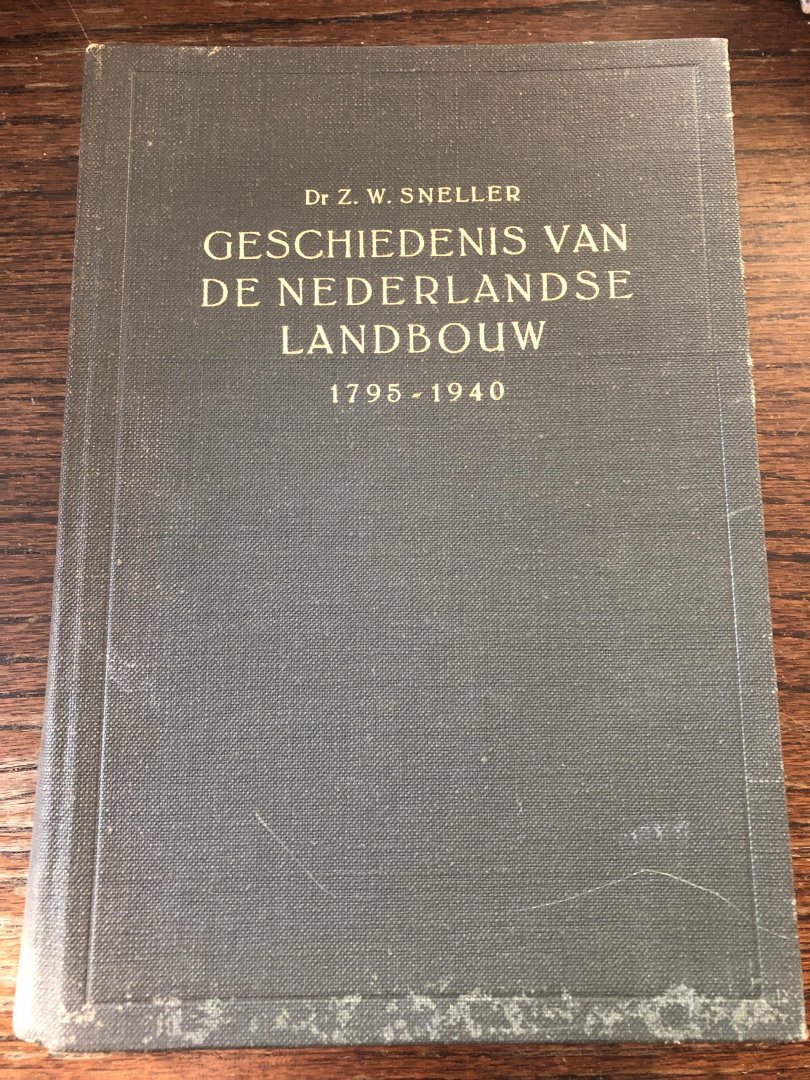 Dr Z. W. SNELLER
GESCHIEDENIS VAN
DE NEDERLANDSE
LANDBOUW
1795 - 1940